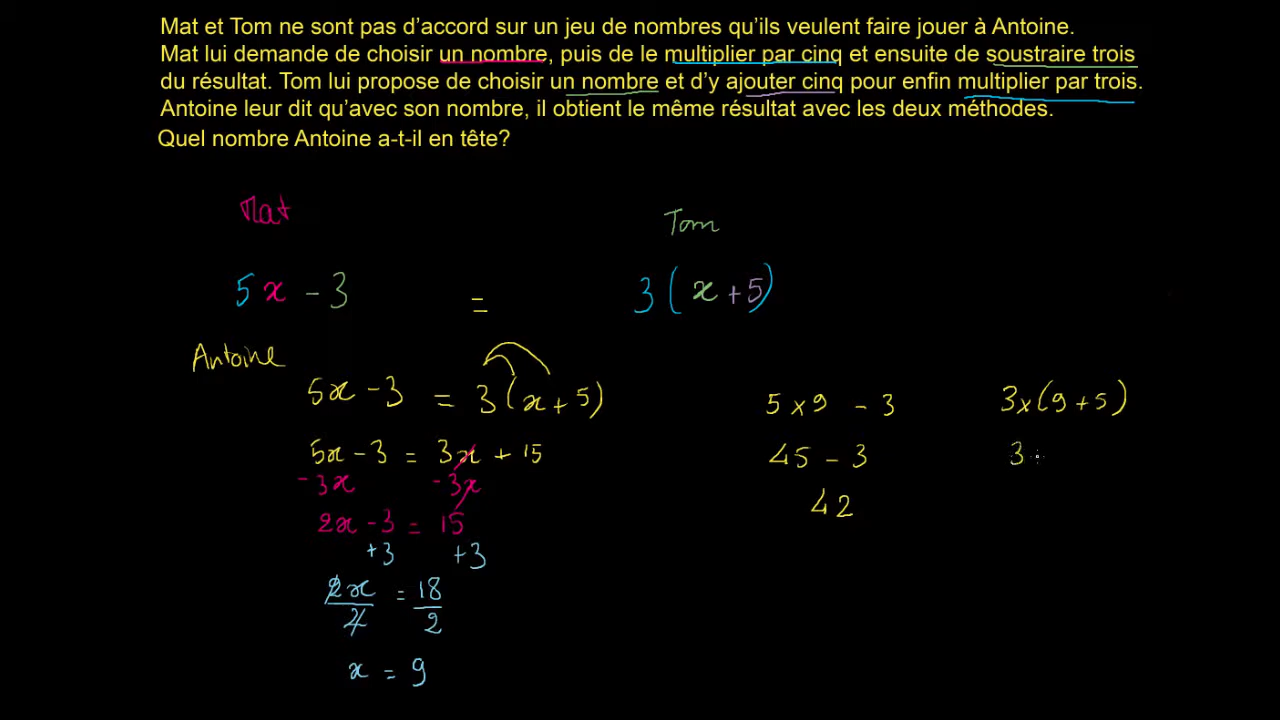 Mat et Tom ne sont pas d'accord sur un jeu de nombres qu'ils veulent faire jouer à Antoine.
Mat lui demande de choisir un nombre, puis de le multiplier par cinq et ensuite de soustraire trois
du résultat. Tom lui propose de choisir un nombre et d'y ajouter cinq pour enfin multiplier par trois.
Antoine leur dit qu'avec son nombre, il obtient le même résultat avec les deux méthodes.
Quel nombre Antoine a-t-il en tête?
Mat
Tom
5x - 3 = 3(x + 5)
Antoine
5x - 3 = 3(x + 5)
5x - 3 = 3x + 15
-3x -3x
2x - 3 = 15
+3 +3
2x/2 = 18/2
x = 9
5 x 9 - 3
45 - 3
42
3x(9 + 5)
3